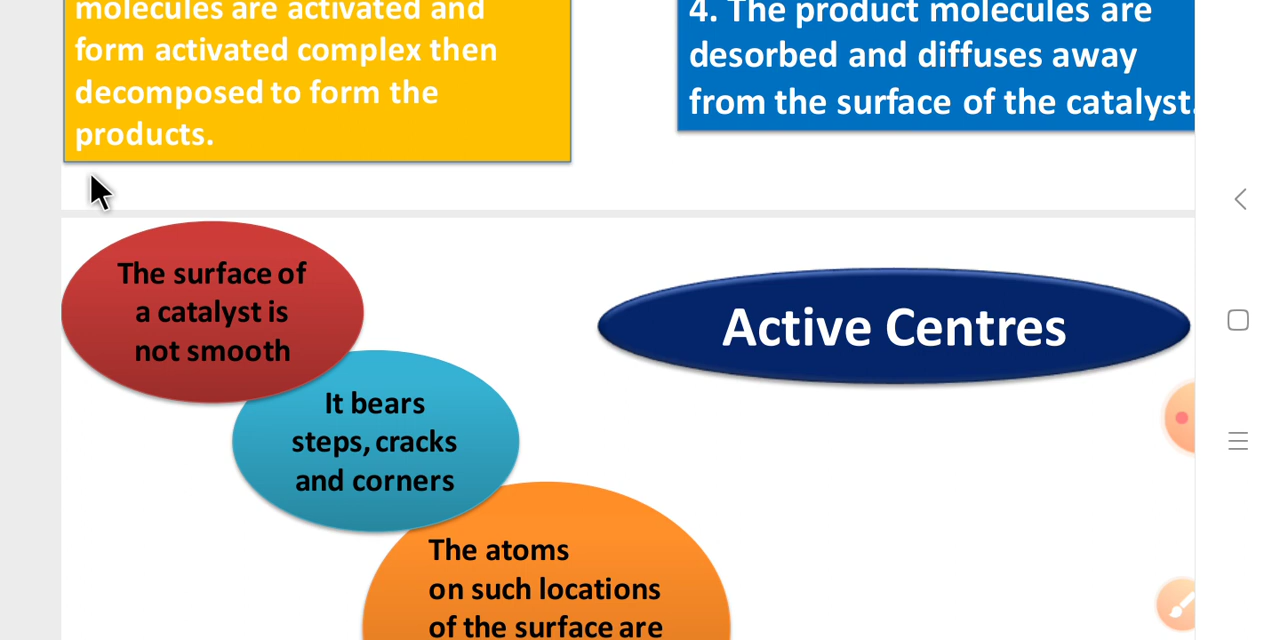 molecules are activated and
form activated complex then
decomposed to form the
products.
4. The product molecules are
desorbed and diffuses away
from the surface of the catalyst.
The surface of
a catalyst is
not smooth
Active Centres
It bears
steps, cracks
and corners
The atoms
on such locations
of the surface are